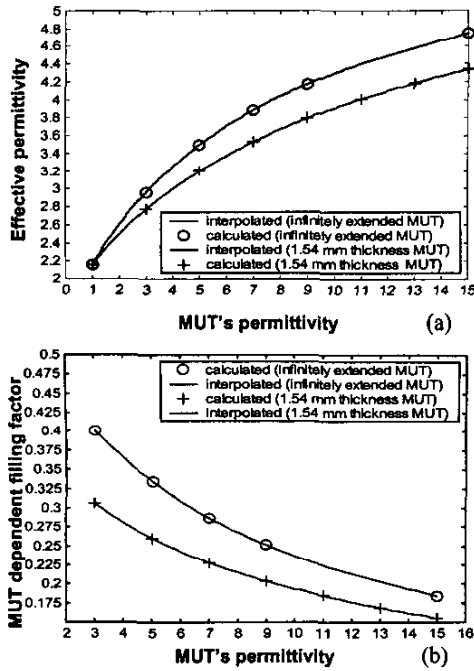 5
4.8
4.6
4.4
4.2
4
3.8
3.6
3.4
3.2
3
2.8
2.6
2.4
2.2
2
Effective permittivity
interpolated (infinitely extended MUT)
calculated (infinitely extended MUT)
interpolated (1.54 mm thickness MUT)
calculated (1.54 mm thickness MUT)
0 1 2 3 4 5 6 7 8 9 10 11 12 13 14 15
MUT's permittivity
(a)
0.5
0.475
0.45
0.425
0.4
0.375
0.35
0.325
0.3
0.275
0.25
0.225
0.2
0.175
MUT dependent filling factor
calculated (infinitely extended MUT)
interpolated (infinitely extended MUT)
calculated (1.54 mm thickness MUT)
interpolated (1.54 mm thickness MUT)
2 3 4 5 6 7 8 9 10 11 12 13 14 15 16
MUT's permittivity
(b)